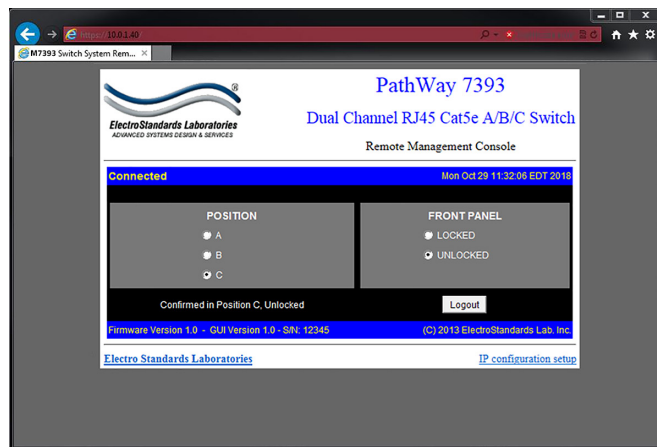 https://10.0.1.40/
M7393 Switch System Rem...
ElectroStandards Laboratories
ADVANCED SYSTEMS DESIGN & SERVICES
PathWay 7393
Dual Channel RJ45 Cat5e A/B/C Switch
Remote Management Console
Connected
Mon Oct 29 11:32:06 EDT 2018
POSITION
A
B
C
FRONT PANEL
LOCKED
UNLOCKED
Confirmed in Position C, Unlocked
Logout
Firmware Version 1.0 - GUI Version 1.0 - S/N: 12345
(C) 2013 ElectroStandards Lab. Inc.
Electro Standards Laboratories
IP configuration setup